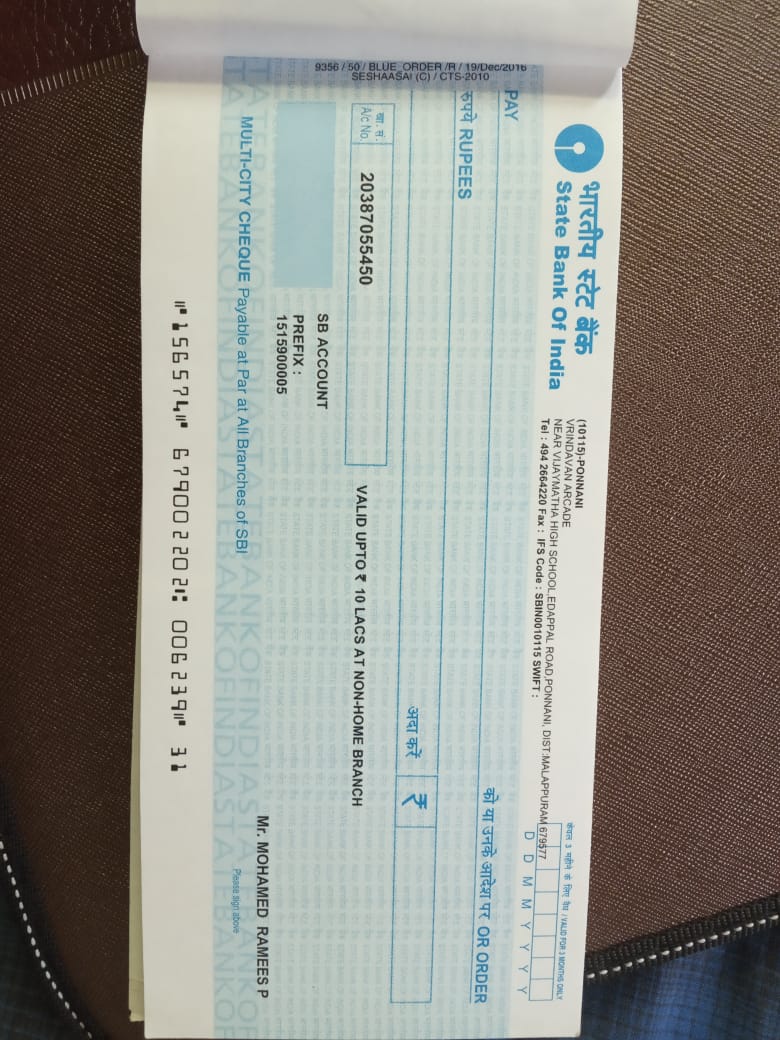 9356 / 50 / BLUE_ORDER /R / 19/Dec/2016
SESHAASAI (C) / CTS-2010
भारतीय स्टेट बैंक
State Bank Of India
(10115)-PONNANI
VRINDAVAN ARCADE
NEAR VIJAYMATHA HIGH SCHOOL,EDAPPAL ROAD,PONNANI, DIST:MALAPPURAM 679577
Tel : 494 2664220 Fax : IFS Code : SBIN0010115 SWIFT :
केवल 3 महीने के लिए वैध / VALID FOR 3 MONTHS ONLY
D D M M Y Y Y Y
PAY
को या उनके आदेश पर OR ORDER
रुपये RUPEES
अदा करें ₹
खा. सं.
A/c No.
20387055450
VALID UPTO ₹ 10 LACS AT NON-HOME BRANCH
SB ACCOUNT
PREFIX :
1515900005
Mr. MOHAMED RAMEES P
MULTI-CITY CHEQUE Payable at Par at All Branches of SBI
Please sign above
⑈156574⑈ 679002202⑆ 006239⑈ 31